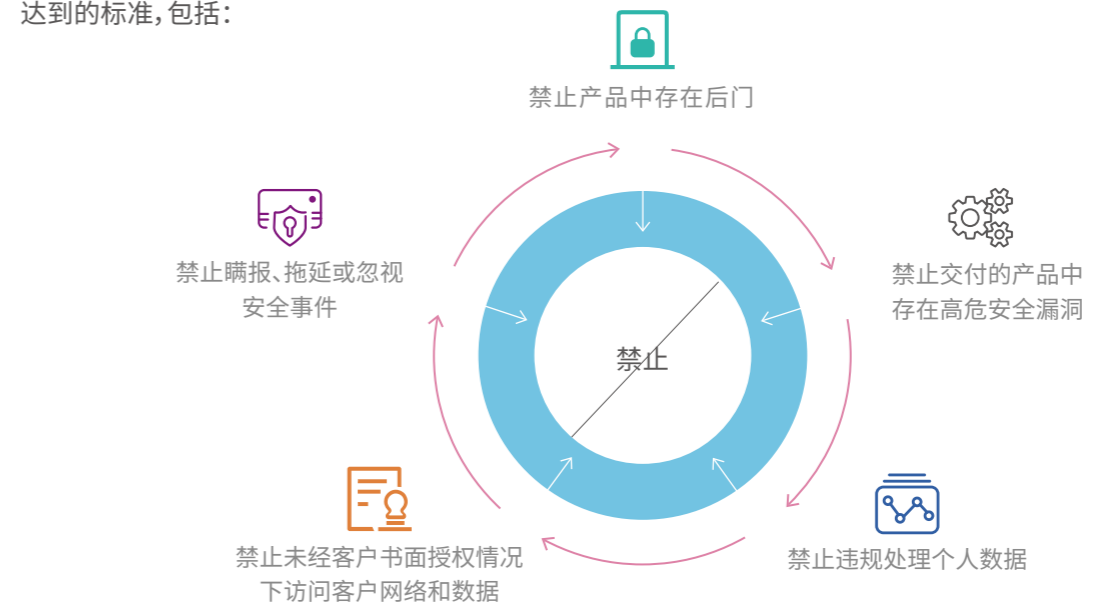 达到的标准，包括：
禁止产品中存在后门
禁止瞒报、拖延或忽视
安全事件
禁止交付的产品中
存在高危安全漏洞
禁止
禁止未经客户书面授权情况
下访问客户网络和数据
禁止违规处理个人数据